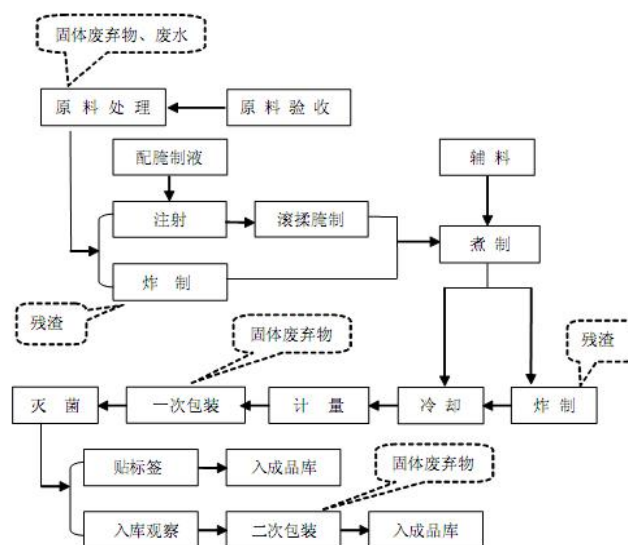 固体废弃物、废水
原料处理
原料验收
配腌制液
辅料
注射
滚揉腌制
煮制
炸制
残渣
固体废弃物
残渣
灭菌
一次包装
计量
冷却
炸制
贴标签
入成品库
固体废弃物
入库观察
二次包装
入成品库